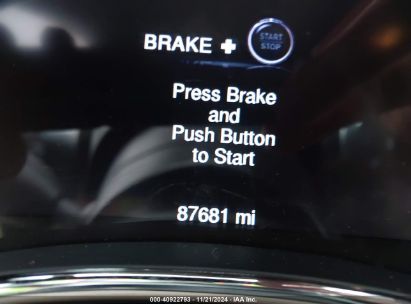 BRAKE + START STOP
Press Brake
and
Push Button
to Start
87681 mi
000-40922793 - 11/21/2024 - IAA Inc.